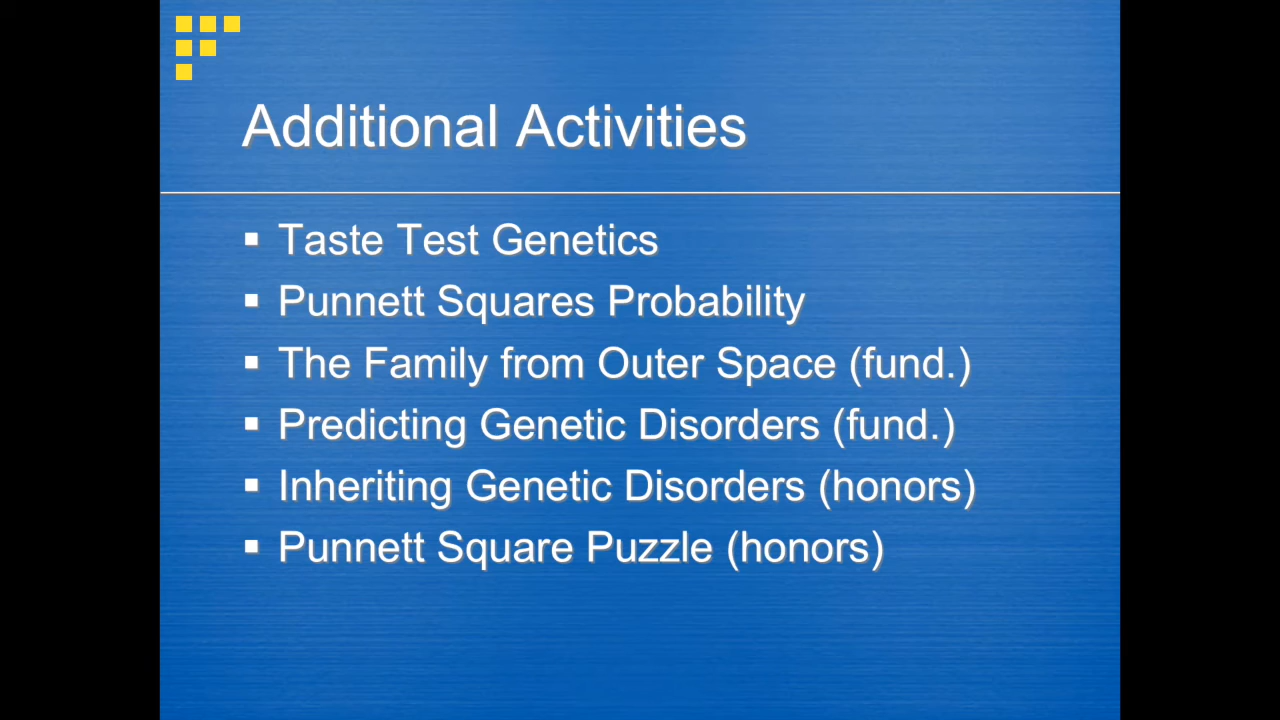 Additional Activities
▪ Taste Test Genetics
▪ Punnett Squares Probability
▪ The Family from Outer Space (fund.)
▪ Predicting Genetic Disorders (fund.)
▪ Inheriting Genetic Disorders (honors)
▪ Punnett Square Puzzle (honors)